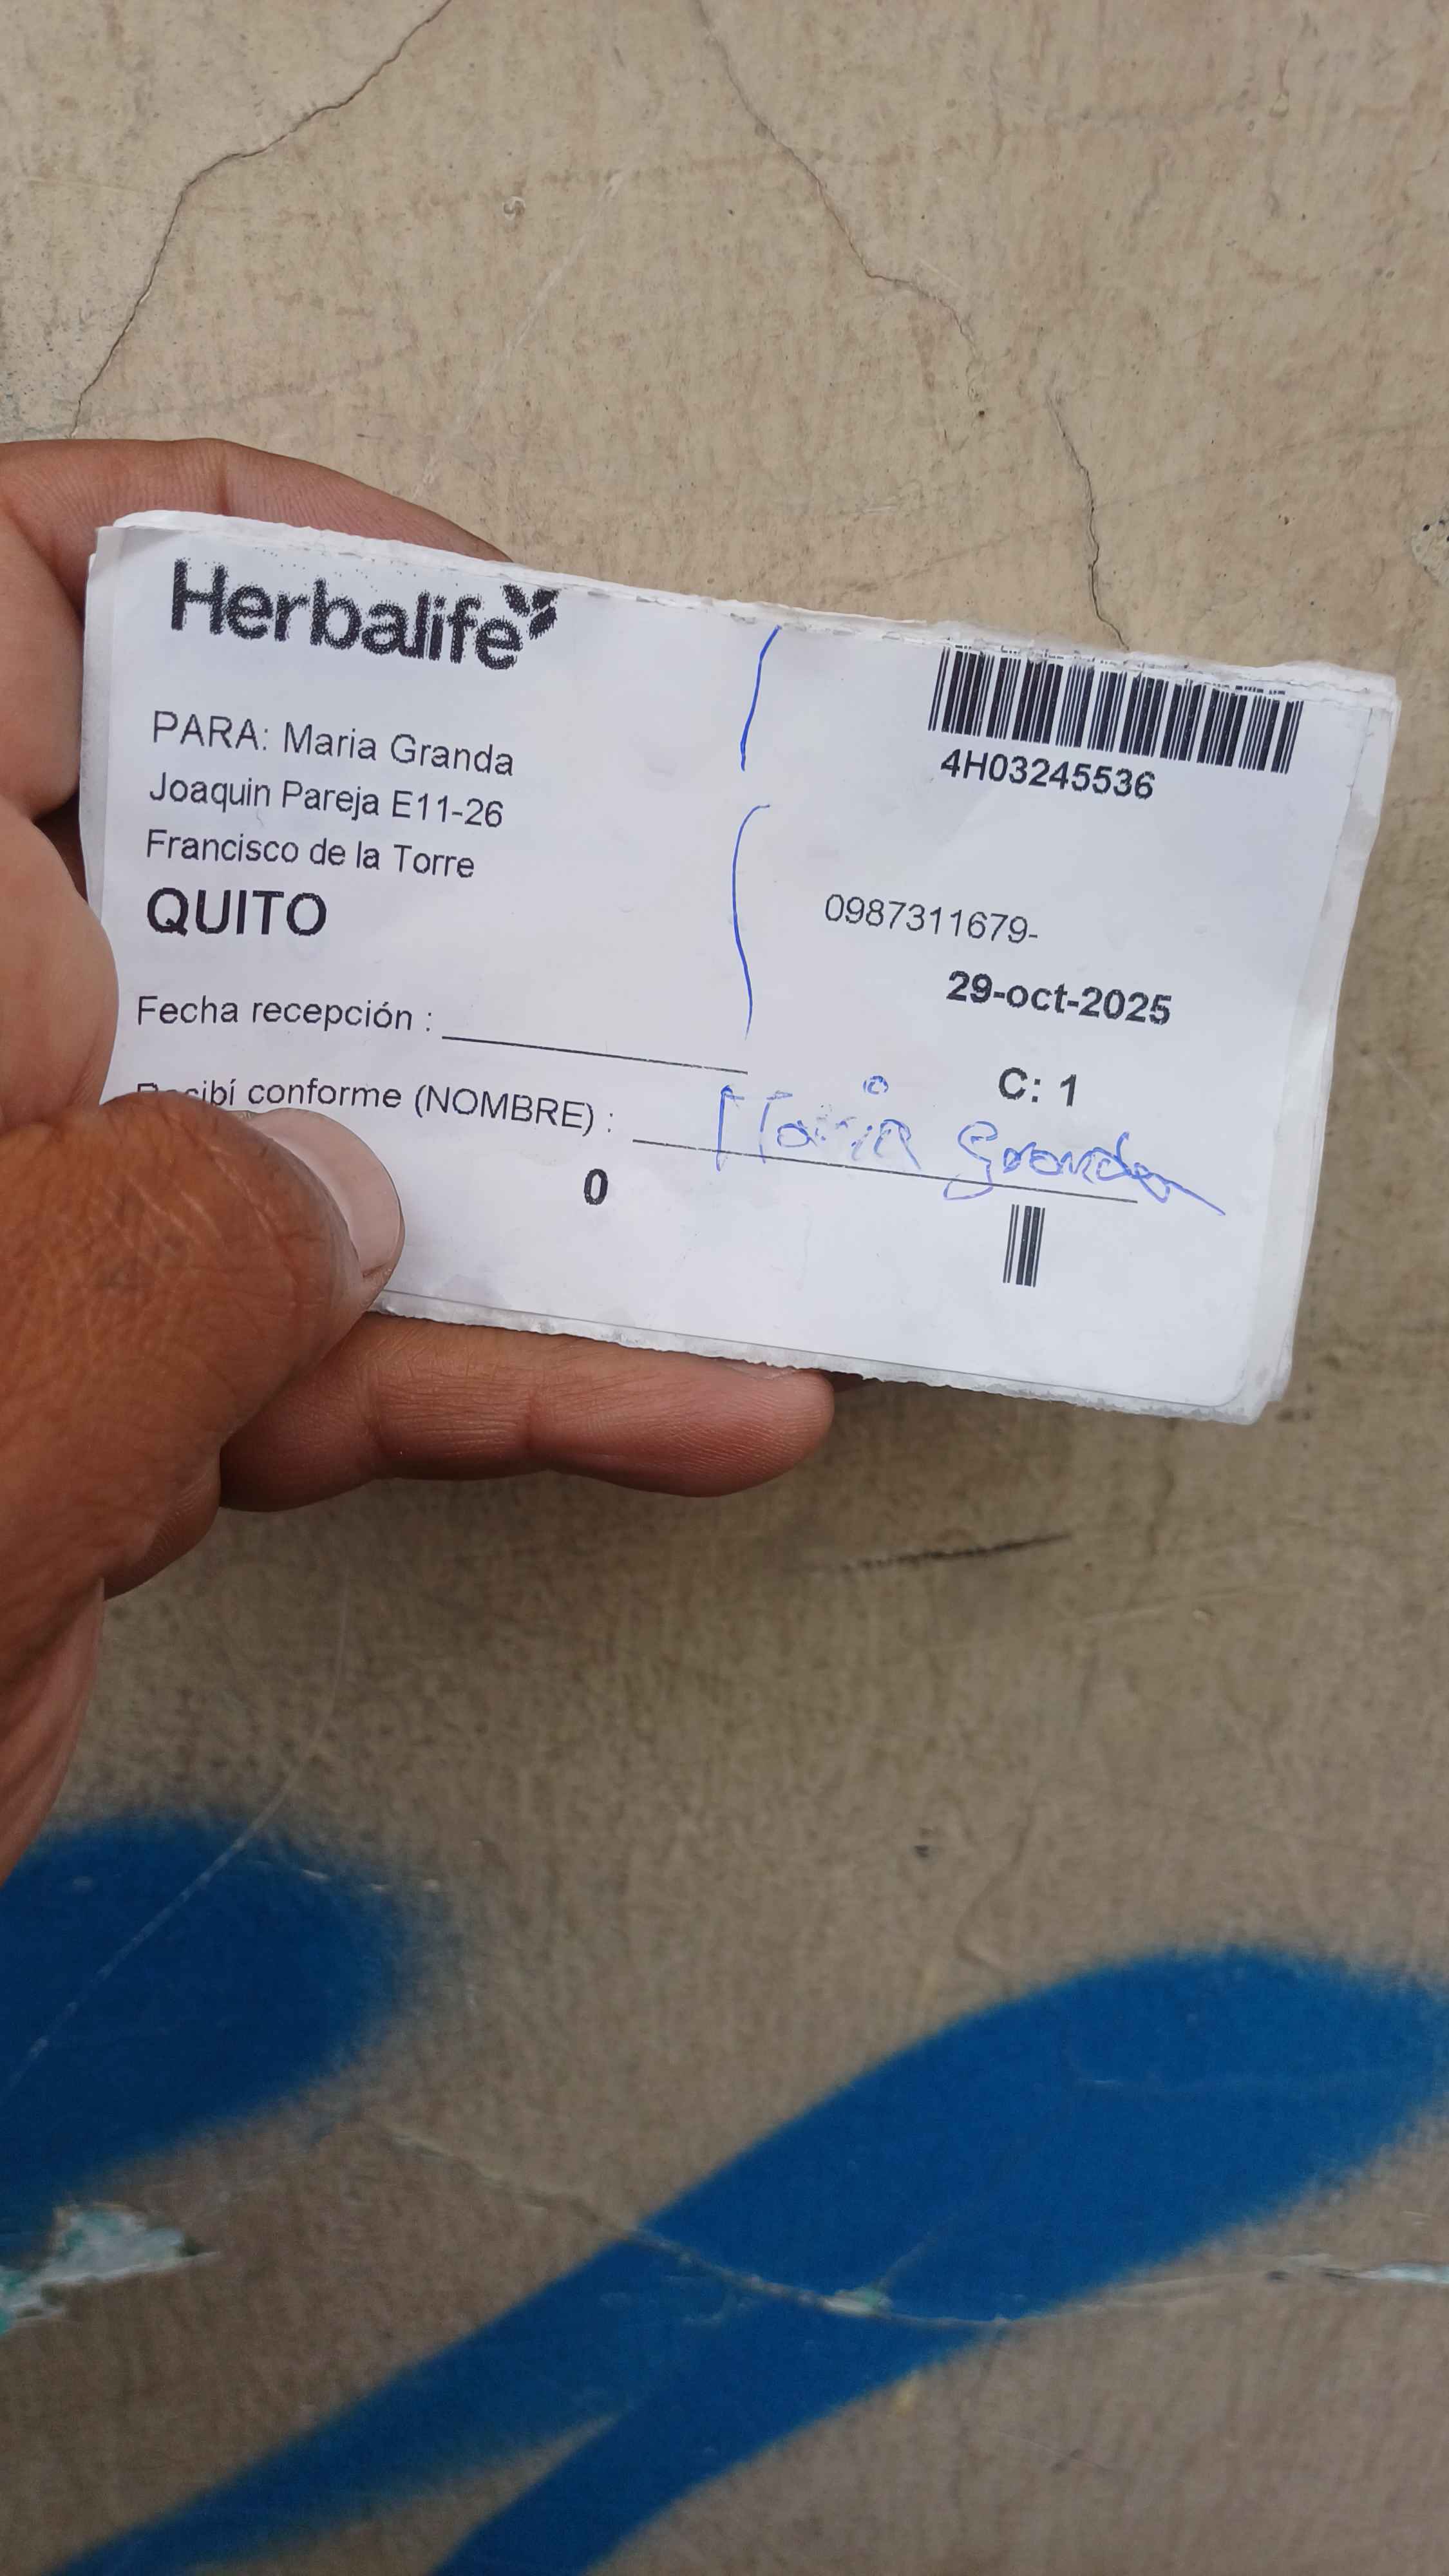 Herbalife
4H03245536
PARA: Maria Granda
Joaquin Pareja E11-26
Francisco de la Torre
QUITO
0987311679-
29-oct-2025
Fecha recepción :
C: 1
Recibí conforme (NOMBRE) : Maria Granda
0